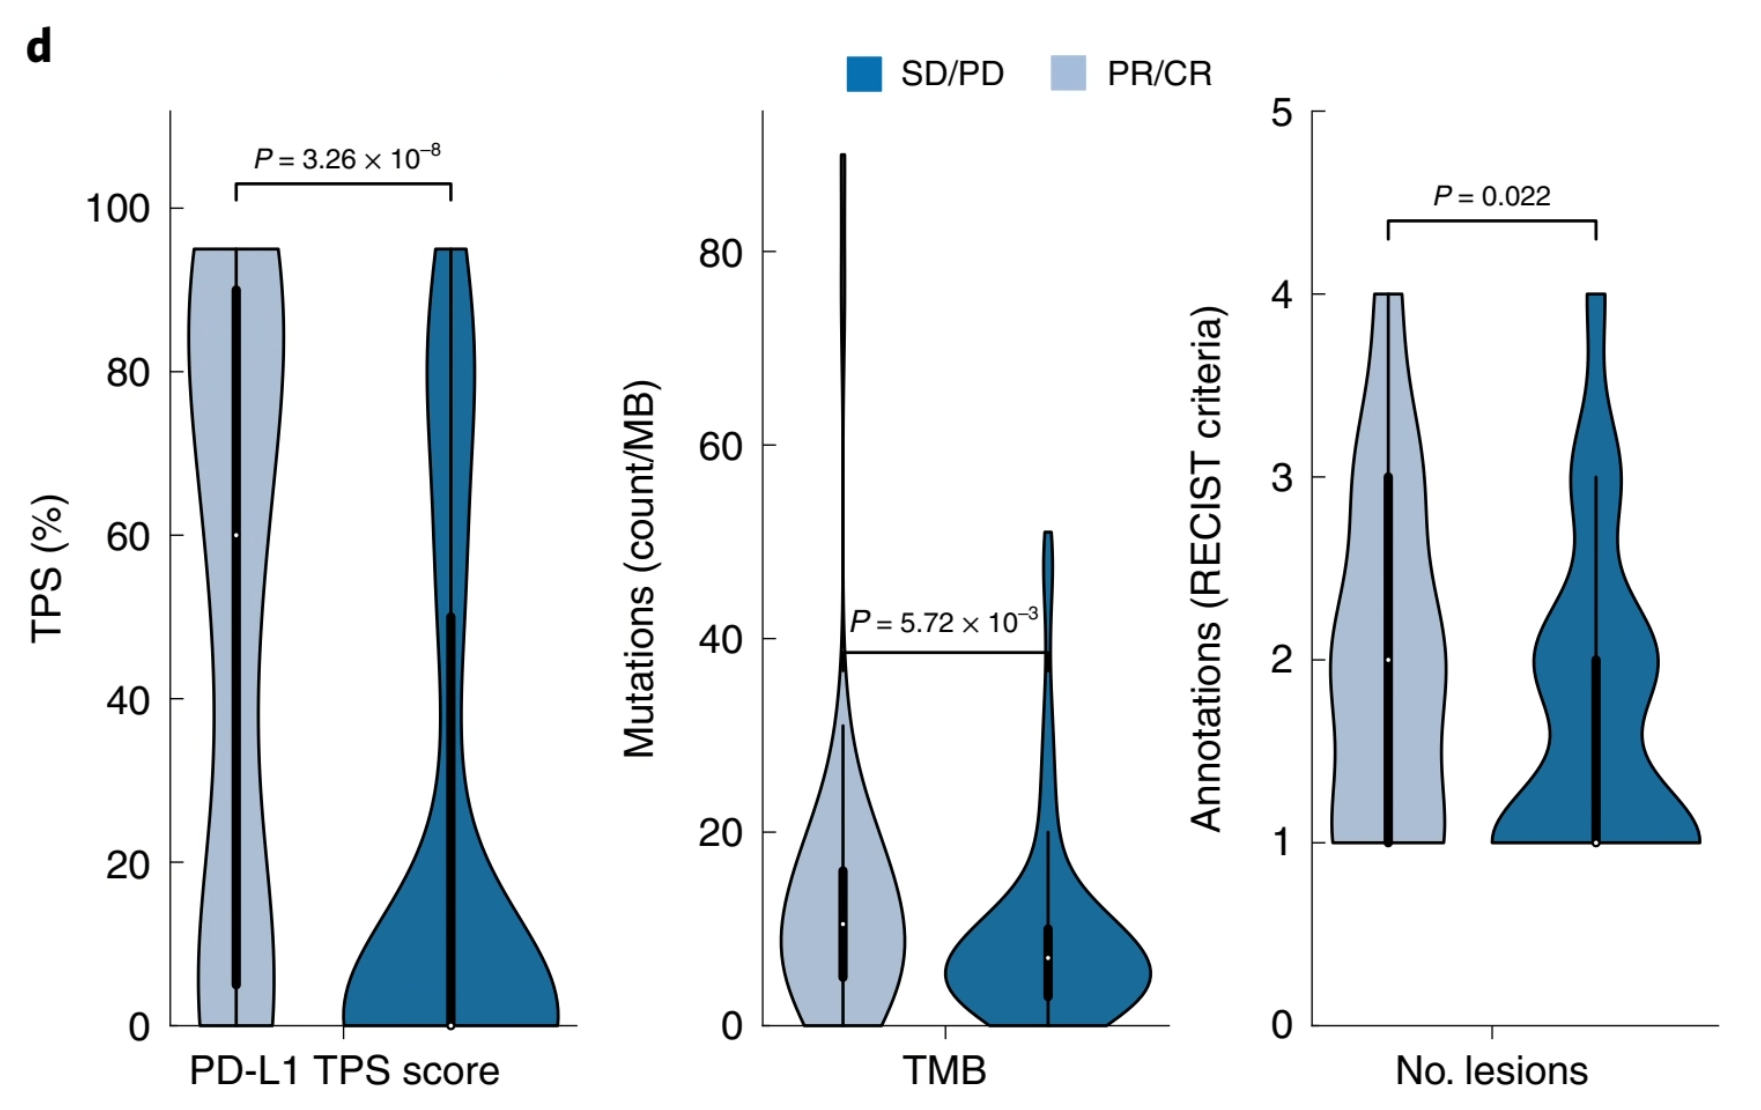 d
SD/PD PR/CR
TPS (%)
100
80
60
40
20
0
P = 3.26 × 10⁻⁸
PD-L1 TPS score
Mutations (count/MB)
80
60
40
20
0
P = 5.72 × 10⁻³
TMB
Annotations (RECIST criteria)
5
4
3
2
1
0
P = 0.022
No. lesions